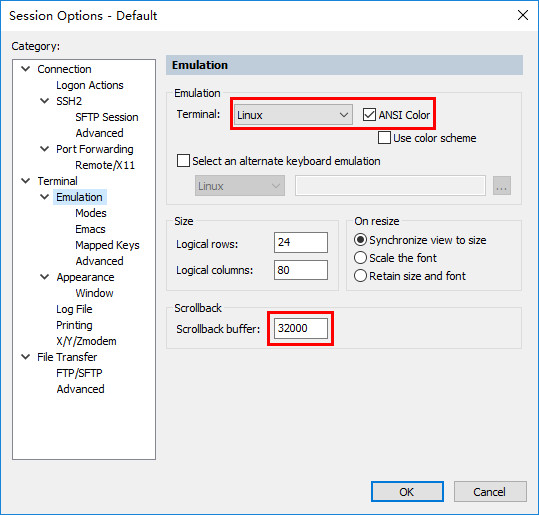 Session Options - Default
Category:
Connection
Logon Actions
SSH2
SFTP Session
Advanced
Port Forwarding
Remote/X11
Terminal
Emulation
Modes
Emacs
Mapped Keys
Advanced
Appearance
Window
Log File
Printing
X/Y/Zmodem
File Transfer
FTP/SFTP
Advanced
Emulation
Emulation
Terminal: Linux ANSI Color
Use color scheme
Select an alternate keyboard emulation
Linux ...
Size
Logical rows: 24
Logical columns: 80
On resize
Synchronize view to size
Scale the font
Retain size and font
Scrollback
Scrollback buffer: 32000
OK Cancel